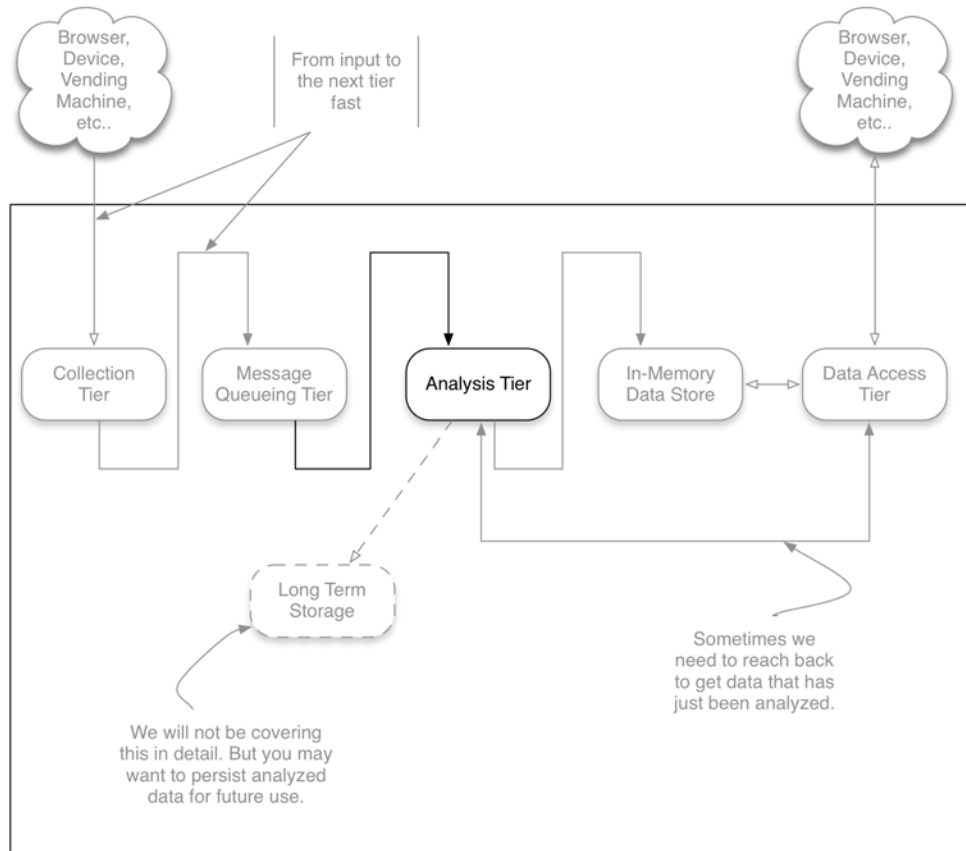 Browser,
Device,
Vending
Machine,
etc..
From input to
the next tier
fast
Browser,
Device,
Vending
Machine,
etc..
Collection
Tier
Message
Queueing Tier
Analysis Tier
In-Memory
Data Store
Data Access
Tier
Long Term
Storage
Sometimes we
need to reach back
to get data that has
just been analyzed.
We will not be covering
this in detail. But you may
want to persist analyzed
data for future use.